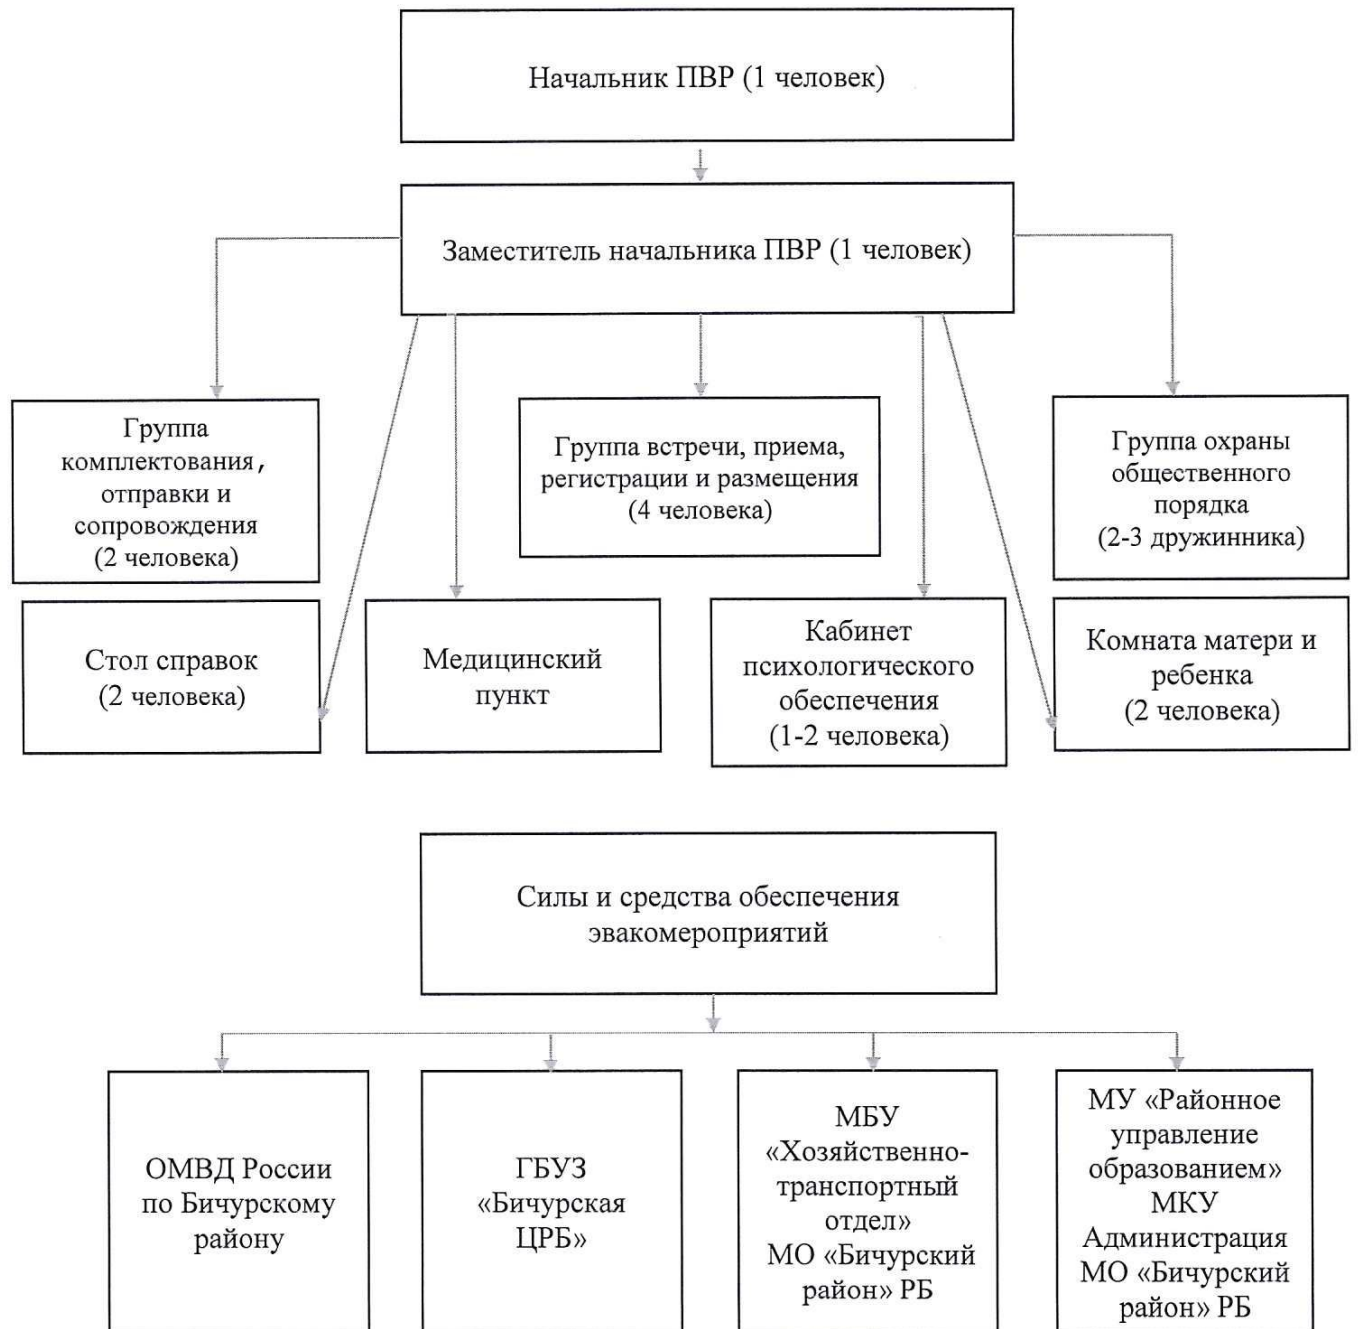 Начальник ПВР (1 человек)
Заместитель начальника ПВР (1 человек)
Группа
комплектования,
отправки и
сопровождения
(2 человека)
Группа встречи, приема,
регистрации и размещения
(4 человека)
Группа охраны
общественного
порядка
(2-3 дружинника)
Стол справок
(2 человека)
Медицинский
пункт
Кабинет
психологического
обеспечения
(1-2 человека)
Комната матери и
ребенка
(2 человека)
Силы и средства обеспечения
эвакомероприятий
ОМВД России
по Бичурскому
району
ГБУЗ
«Бичурская
ЦРБ»
МБУ
«Хозяйственно-
транспортный
отдел»
МО «Бичурский
район» РБ
МУ «Районное
управление
образованием»
МКУ
Администрация
МО «Бичурский
район» РБ